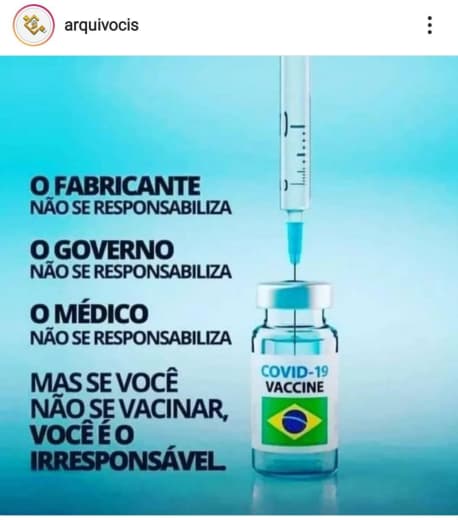 arquivocis
O FABRICANTE
NÃO SE RESPONSABILIZA
O GOVERNO
NÃO SE RESPONSABILIZA
O MÉDICO
NÃO SE RESPONSABILIZA
MAS SE VOCÊ
NÃO SE VACINAR,
VOCÊ É O
IRRESPONSÁVEL.
COVID-19
VACCINE